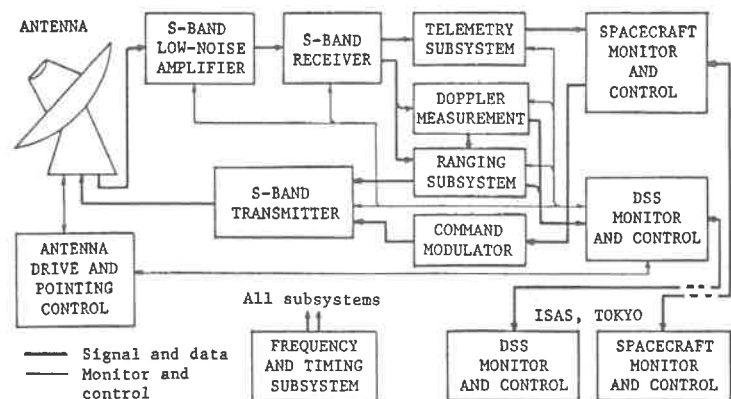 ANTENNA
S-BAND
LOW-NOISE
AMPLIFIER
S-BAND
RECEIVER
TELEMETRY
SUBSYSTEM
SPACECRAFT
MONITOR
AND
CONTROL
DOPPLER
MEASUREMENT
RANGING
SUBSYSTEM
S-BAND
TRANSMITTER
COMMAND
MODULATOR
DSS
MONITOR
AND CONTROL
ANTENNA
DRIVE AND
POINTING
CONTROL
All subsystems
ISAS, TOKYO
Signal and data
Monitor and
control
FREQUENCY
AND TIMING
SUBSYSTEM
DSS
MONITOR
AND CONTROL
SPACECRAFT
MONITOR
AND CONTROL